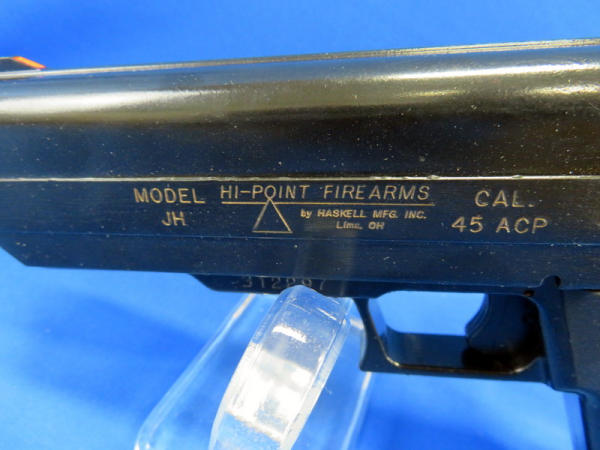 MODEL
JH
HI-POINT FIREARMS
by HASKELL MFG. INC.
Lima, OH
CAL.
45 ACP